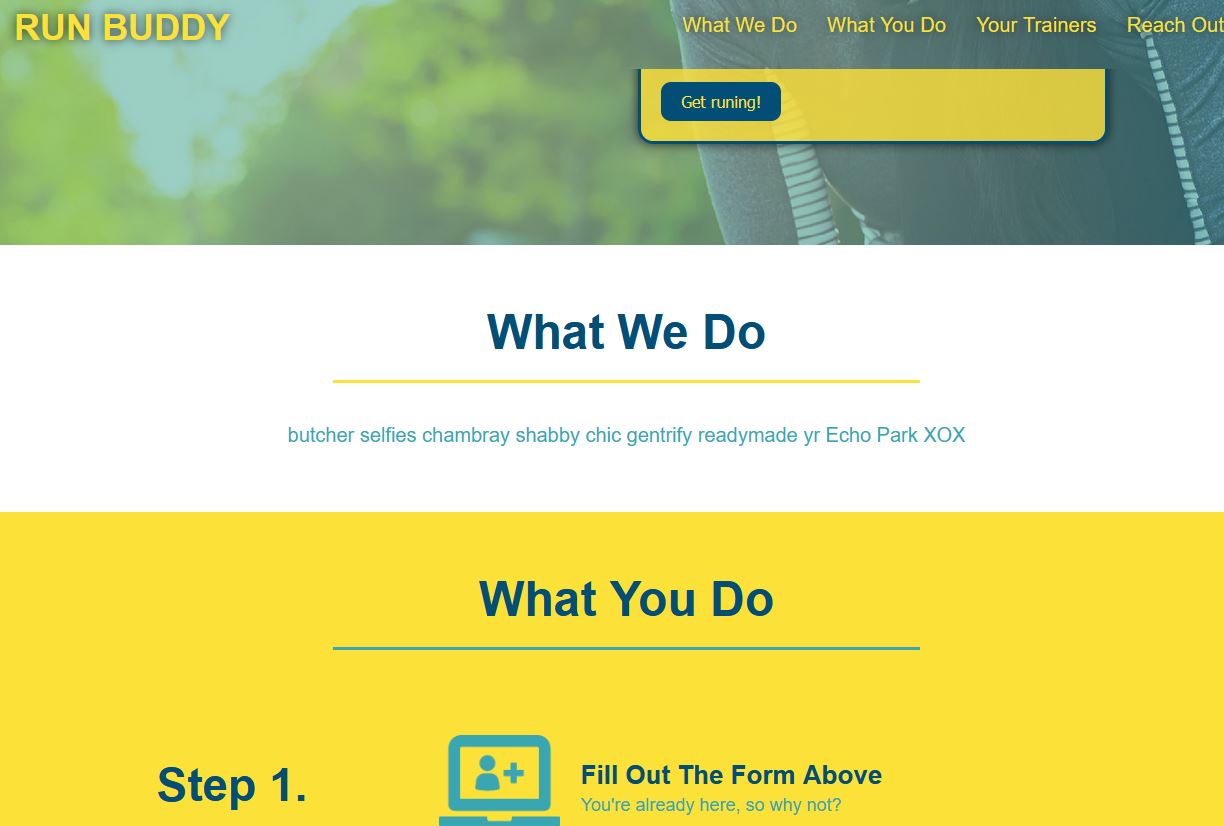 RUN BUDDY
What We Do What You Do Your Trainers Reach Out
Get runing!
What We Do
butcher selfies chambray shabby chic gentrify readymade yr Echo Park XOX
What You Do
Step 1.
Fill Out The Form Above
You're already here, so why not?